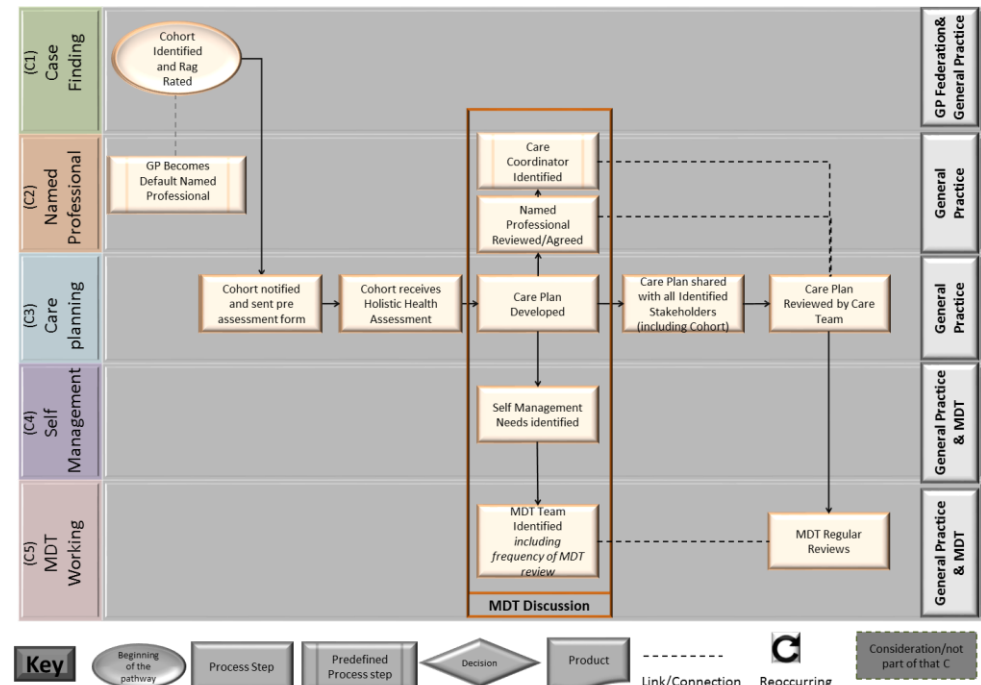 (C1)
Case
Finding
Cohort
Identified
and Rag
Rated
GP Federation&
General Practice
(C2)
Named
Professional
GP Becomes
Default Named
Professional
Care
Coordinator
Identified
Named
Professional
Reviewed/Agreed
General
Practice
(C3)
Care
planning
Cohort notified
and sent pre
assessment form
Cohort receives
Holistic Health
Assessment
Care Plan
Developed
Care Plan shared
with all Identified
Stakeholders
(including Cohort)
Care Plan
Reviewed by Care
Team
General
Practice
(C4)
Self
Management
Self Management
Needs identified
General Practice
& MDT
(C5)
MDT
Working
MDT Team
Identified
including
frequency of MDT
review
MDT Regular
Reviews
General Practice
& MDT
MDT Discussion
Key
Beginning
of the
pathway
Process Step
Predefined
Process step
Decision
Product
Link/Connection
Reoccurring
Consideration/not
part of that C